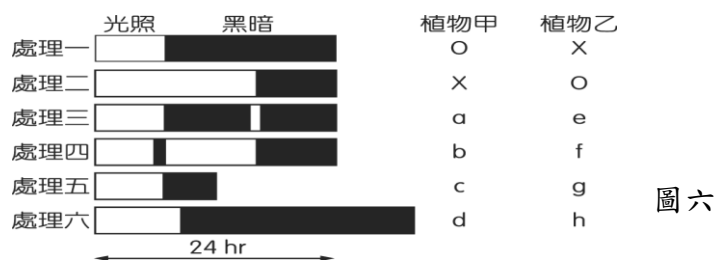 光照 黑暗 植物甲 植物乙
處理一 O X
處理二 X O
處理三 a e
處理四 b f
處理五 c g
處理六 d h
圖六
24 hr